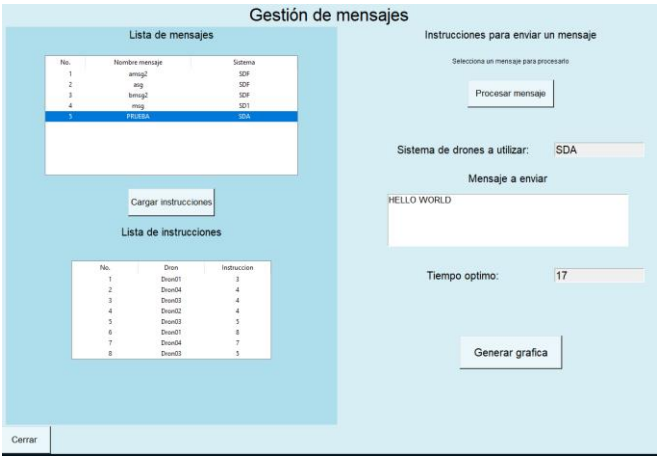 Gestión de mensajes
Lista de mensajes
No. Nombre mensaje Sistema
1 amsg2 SDF
2 asg SDF
3 bmsg2 SDF
4 msg SD1
5 PRUEBA SDA
Cargar instrucciones
Lista de instrucciones
No. Dron Instruccion
1 Dron01 3
2 Dron04 4
3 Dron03 4
4 Dron02 4
5 Dron03 5
6 Dron01 8
7 Dron04 7
8 Dron03 5
Cerrar
Instrucciones para enviar un mensaje
Selecciona un mensaje para procesarlo
Procesar mensaje
Sistema de drones a utilizar: SDA
Mensaje a enviar
HELLO WORLD
Tiempo optimo: 17
Generar grafica